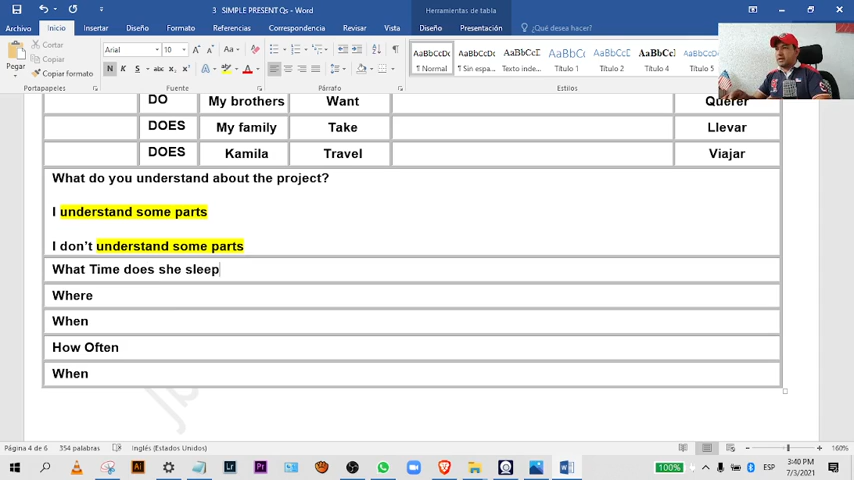 3 SIMPLE PRESENT Qs - Word
Herramientas de tabla
Archivo Inicio Insertar Diseño Formato Referencias Correspondencia Revisar Vista Diseño Presentación ¿Qué desea hacer?
Cortar
Copiar
Copiar formato
Pegar
Portapapeles
Arial 10
Fuente
Párrafo
AaBbCcDc AaBbCcDc AaBbCcDc AaBbCc AaBbCcD AaBbCc AaBbCcD
¶ Normal ¶ Sin espa... Texto inde... Título 2 Título 3 Título 4 Título 5
Estilos
DO My brothers Want Querer
DOES My family Take Llevar
DOES Kamila Travel Viajar
What do you understand about the project?
I understand some parts
I don't understand some parts
What Time does she sleep
Where
When
How Often
When
Página 4 de 6 354 palabras Inglés (Estados Unidos) 160%
100% ESP 3:40 PM
7/3/2021